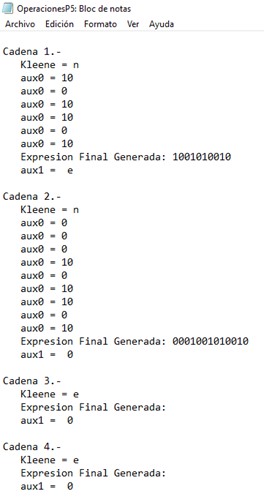 OperacionesP5: Bloc de notas
Archivo Edición Formato Ver Ayuda
Cadena 1.-
Kleene = n
aux0 = 10
aux0 = 0
aux0 = 10
aux0 = 10
aux0 = 0
aux0 = 10
Expresion Final Generada: 1001010010
aux1 = e
Cadena 2.-
Kleene = n
aux0 = 0
aux0 = 0
aux0 = 0
aux0 = 10
aux0 = 0
aux0 = 10
aux0 = 10
aux0 = 0
aux0 = 10
Expresion Final Generada: 0001001010010
aux1 = 0
Cadena 3.-
Kleene = e
Expresion Final Generada:
aux1 = 0
Cadena 4.-
Kleene = e
Expresion Final Generada:
aux1 = 0